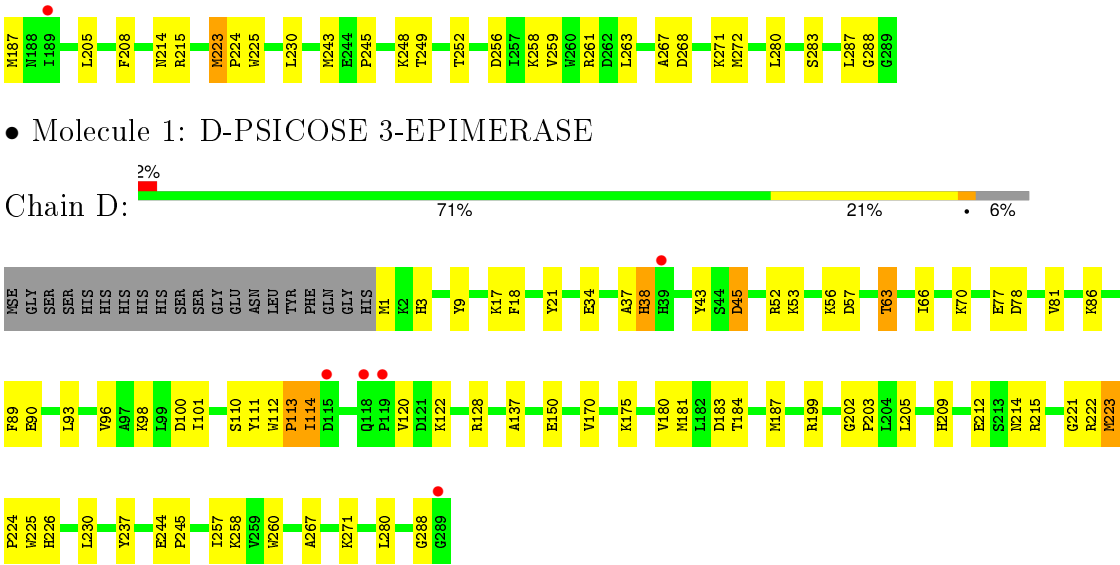 M187 N188 I189 L205 F208 N214 R215 M223 P224 W225 L230 M243 E244 P245 K248 T249 T252 D256 I257 K258 V259 W260 R261 D262 L263 A267 D268 K271 M272 L280 S283 L287 G288 G289
• Molecule 1: D-PSICOSE 3-EPIMERASE
2%
Chain D:
71% 21% • 6%
MSE GLY SER SER HIS HIS HIS HIS HIS HIS SER SER GLY GLU ASN LEU TYR PHE GLN GLY HIS M1 K2 H3 Y9 K17 F18 Y21 E34 A37 H38 H39 Y43 S44 D45 R52 K53 K56 D57 T63 I66 K70 E77 D78 V81 K86
F89 E90 L93 V96 A97 K98 L99 D100 I101 S110 Y111 W112 P113 I114 D115 Q118 P119 V120 D121 K122 R128 A137 E150 V170 K175 V180 M181 L182 D183 T184 M187 R199 G202 P203 L204 L205 H209 E212 S213 N214 R215 G221 R222 M223
P224 W225 H226 L230 Y237 E244 P245 I257 K258 V259 W260 A267 K271 L280 G288 G289